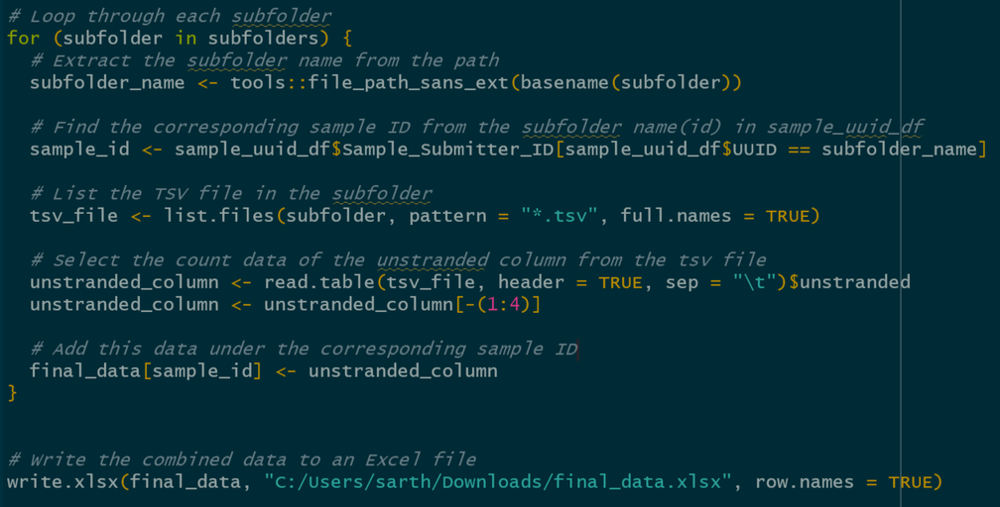 # Loop through each subfolder
for (subfolder in subfolders) {
  # Extract the subfolder name from the path
  subfolder_name <- tools::file_path_sans_ext(basename(subfolder))
  # Find the corresponding sample ID from the subfolder name(id) in sample_uuid_df
  sample_id <- sample_uuid_df$Sample_Submitter_ID[sample_uuid_df$UUID == subfolder_name]
  # List the TSV file in the subfolder
  tsv_file <- list.files(subfolder, pattern = "*.tsv", full.names = TRUE)
  # Select the count data of the unstranded column from the tsv file
  unstranded_column <- read.table(tsv_file, header = TRUE, sep = "\t")$unstranded
  unstranded_column <- unstranded_column[-(1:4)]
  # Add this data under the corresponding sample ID
  final_data[sample_id] <- unstranded_column
}
# Write the combined data to an Excel file
write.xlsx(final_data, "C:/Users/sarth/Downloads/final_data.xlsx", row.names = TRUE)